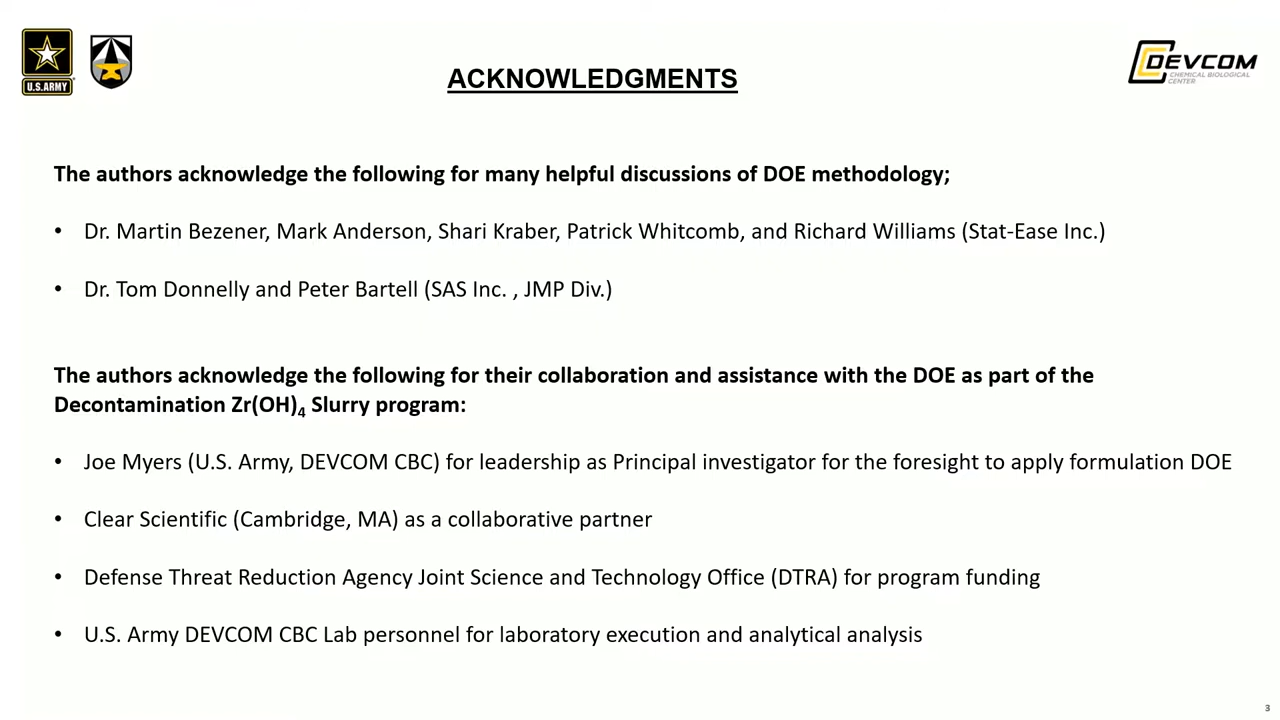 U.S.ARMY
ACKNOWLEDGMENTS
DEVCOM
CHEMICAL BIOLOGICAL
CENTER
The authors acknowledge the following for many helpful discussions of DOE methodology;
• Dr. Martin Bezener, Mark Anderson, Shari Kraber, Patrick Whitcomb, and Richard Williams (Stat-Ease Inc.)
• Dr. Tom Donnelly and Peter Bartell (SAS Inc. , JMP Div.)
The authors acknowledge the following for their collaboration and assistance with the DOE as part of the
Decontamination Zr(OH)₄ Slurry program:
• Joe Myers (U.S. Army, DEVCOM CBC) for leadership as Principal investigator for the foresight to apply formulation DOE
• Clear Scientific (Cambridge, MA) as a collaborative partner
• Defense Threat Reduction Agency Joint Science and Technology Office (DTRA) for program funding
• U.S. Army DEVCOM CBC Lab personnel for laboratory execution and analytical analysis
3